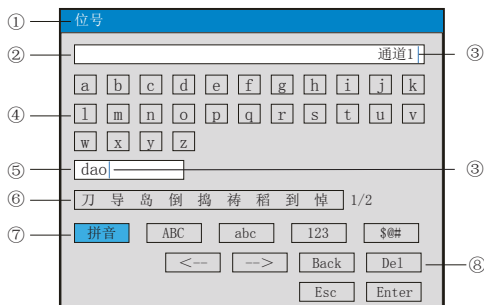 ① 位号
② 通道1 ③
a b c d e f g h i j k
④ l m n o p q r s t u v
w x y z
⑤ dao ③
⑥ 刀 导 岛 倒 捣 祷 稻 到 悼 1/2
⑦ 拼音 ABC abc 123 $@#
<-- --> Back Del ⑧
Esc Enter